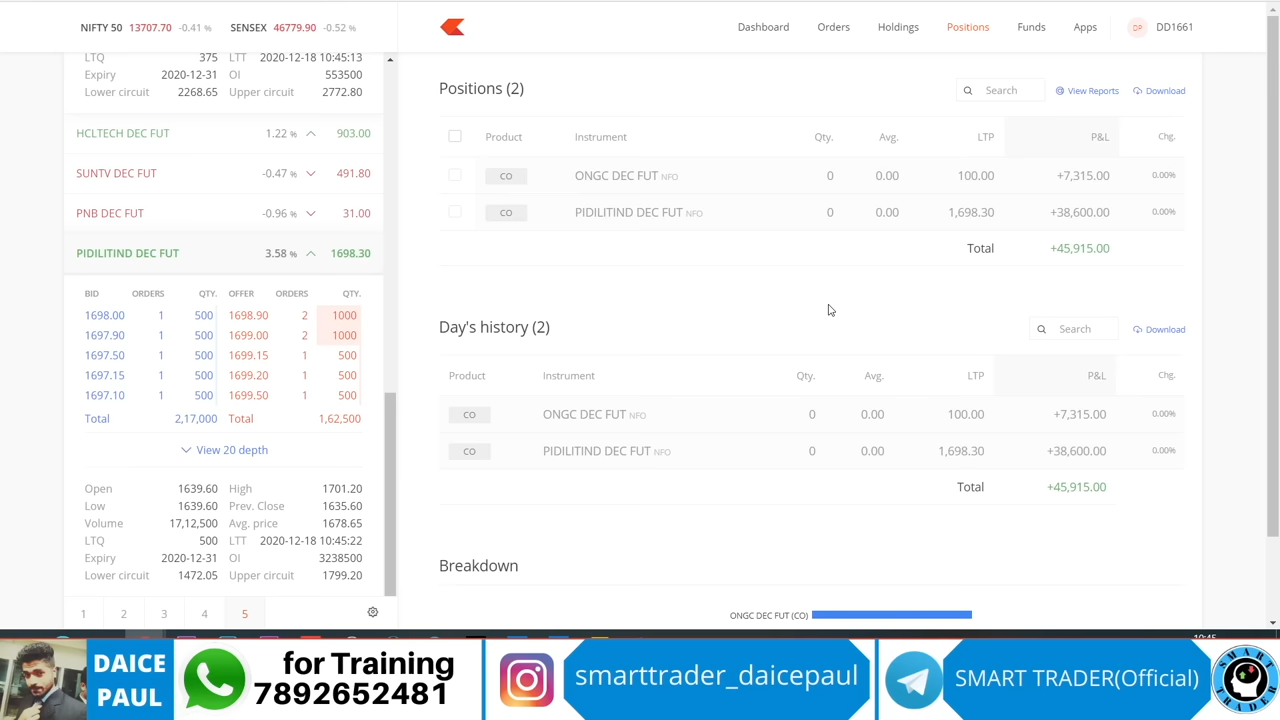 NIFTY 50 13707.70 -0.41 % SENSEX 46779.90 -0.52 %
Dashboard Orders Holdings Positions Funds Apps DP DD1661
LTQ 375 LTT 2020-12-18 10:45:13
Expiry 2020-12-31 OI 553500
Lower circuit 2268.65 Upper circuit 2772.80
HCLTECH DEC FUT 1.22 % 903.00
SUNTV DEC FUT -0.47 % 491.80
PNB DEC FUT -0.96 % 31.00
PIDILITIND DEC FUT 3.58 % 1698.30
BID ORDERS QTY. OFFER ORDERS QTY.
1698.00 1 500 1698.90 2 1000
1697.90 1 500 1699.00 2 1000
1697.50 1 500 1699.15 1 500
1697.15 1 500 1699.20 1 500
1697.10 1 500 1699.50 1 500
Total 2,17,000 Total 1,62,500
View 20 depth
Open 1639.60 High 1701.20
Low 1639.60 Prev. Close 1635.60
Volume 17,12,500 Avg. price 1678.65
LTQ 500 LTT 2020-12-18 10:45:22
Expiry 2020-12-31 OI 3238500
Lower circuit 1472.05 Upper circuit 1799.20
1 2 3 4 5
Positions (2) Search View Reports Download
Product Instrument Qty. Avg. LTP P&L Chg.
CO ONGC DEC FUT NFO 0 0.00 100.00 +7,315.00 0.00%
CO PIDILITIND DEC FUT NFO 0 0.00 1,698.30 +38,600.00 0.00%
Total +45,915.00
Day's history (2) Search Download
Product Instrument Qty. Avg. LTP P&L Chg.
CO ONGC DEC FUT NFO 0 0.00 100.00 +7,315.00 0.00%
CO PIDILITIND DEC FUT NFO 0 0.00 1,698.30 +38,600.00 0.00%
Total +45,915.00
Breakdown
ONGC DEC FUT (CO)
10:45
DAICE
PAUL
for Training
7892652481
smarttrader_daicepaul
SMART TRADER(Official)
SMART
TRADER